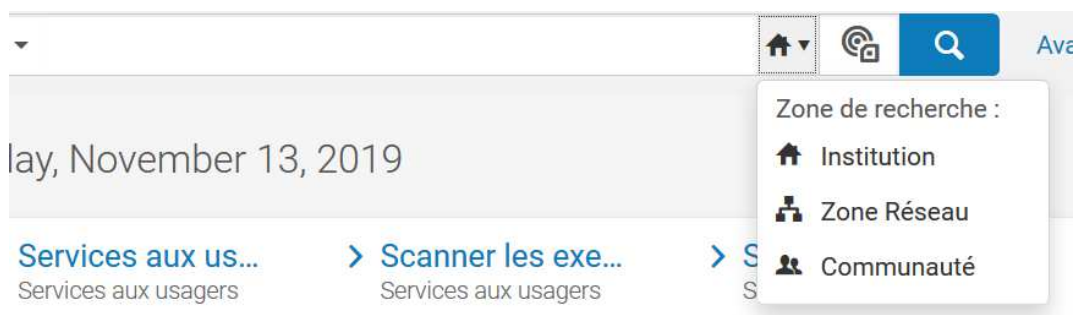 Ava
Zone de recherche :
lay, November 13, 2019
Institution
Zone Réseau
Services aux us... Scanner les exe... S
Communauté
Services aux usagers Services aux usagers S